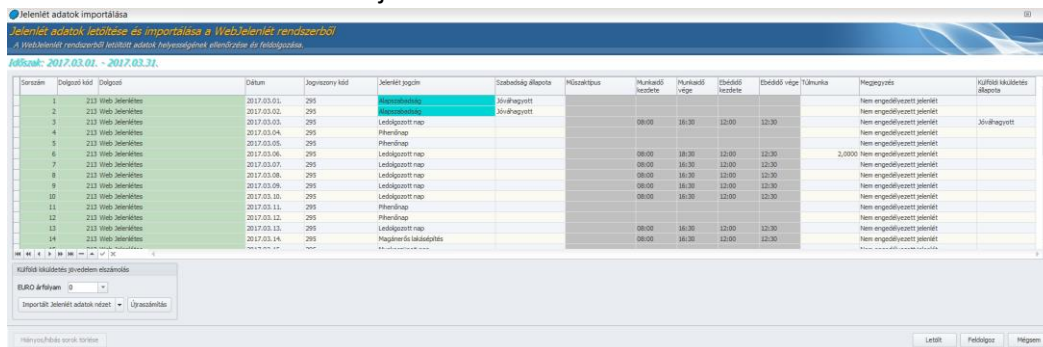 Jelenlét adatok importálása
Jelenlét adatok letöltése és importálása a WebJelenlét rendszerből
A WebJelenlét rendszerből letöltött adatok helyességének ellenőrzése és feldolgozása.
Időszak: 2017.03.01. - 2017.03.31.
Sorszám Dolgozó kód Dolgozó Dátum Jogviszony kód Jelenlét jogcím Szabadság állapota Műszaktípus Munkaidő kezdete Munkaidő vége Ebédidő kezdete Ebédidő vége Túlmunka Megjegyzés Külföldi kiküldetés állapota
1 213 Web Jelenlétes 2017.03.01. 295 Alapszabadság Jóváhagyott Nem engedélyezett jelenlét
2 213 Web Jelenlétes 2017.03.02. 295 Alapszabadság Jóváhagyott Nem engedélyezett jelenlét
3 213 Web Jelenlétes 2017.03.03. 295 Ledolgozott nap 08:00 16:30 12:00 12:30 Nem engedélyezett jelenlét Jóváhagyott
4 213 Web Jelenlétes 2017.03.04. 295 Pihenőnap Nem engedélyezett jelenlét
5 213 Web Jelenlétes 2017.03.05. 295 Pihenőnap Nem engedélyezett jelenlét
6 213 Web Jelenlétes 2017.03.06. 295 Ledolgozott nap 08:00 18:30 12:00 12:30 2,0000 Nem engedélyezett jelenlét
7 213 Web Jelenlétes 2017.03.07. 295 Ledolgozott nap 08:00 16:30 12:00 12:30 Nem engedélyezett jelenlét
8 213 Web Jelenlétes 2017.03.08. 295 Ledolgozott nap 08:00 16:30 12:00 12:30 Nem engedélyezett jelenlét
9 213 Web Jelenlétes 2017.03.09. 295 Ledolgozott nap 08:00 16:30 12:00 12:30 Nem engedélyezett jelenlét
10 213 Web Jelenlétes 2017.03.10. 295 Ledolgozott nap 08:00 16:30 12:00 12:30 Nem engedélyezett jelenlét
11 213 Web Jelenlétes 2017.03.11. 295 Pihenőnap Nem engedélyezett jelenlét
12 213 Web Jelenlétes 2017.03.12. 295 Pihenőnap Nem engedélyezett jelenlét
13 213 Web Jelenlétes 2017.03.13. 295 Ledolgozott nap 08:00 16:30 12:00 12:30 Nem engedélyezett jelenlét
14 213 Web Jelenlétes 2017.03.14. 295 Magánerős lakásépítés 08:00 16:30 12:00 12:30 Nem engedélyezett jelenlét
Külföldi kiküldetés jövedelem elszámolás
EURO árfolyam 0
Importált Jelenlét adatok nézet Újraszámítás
Hiányos/hibás sorok törlése Letölt Feldolgoz Mégsem